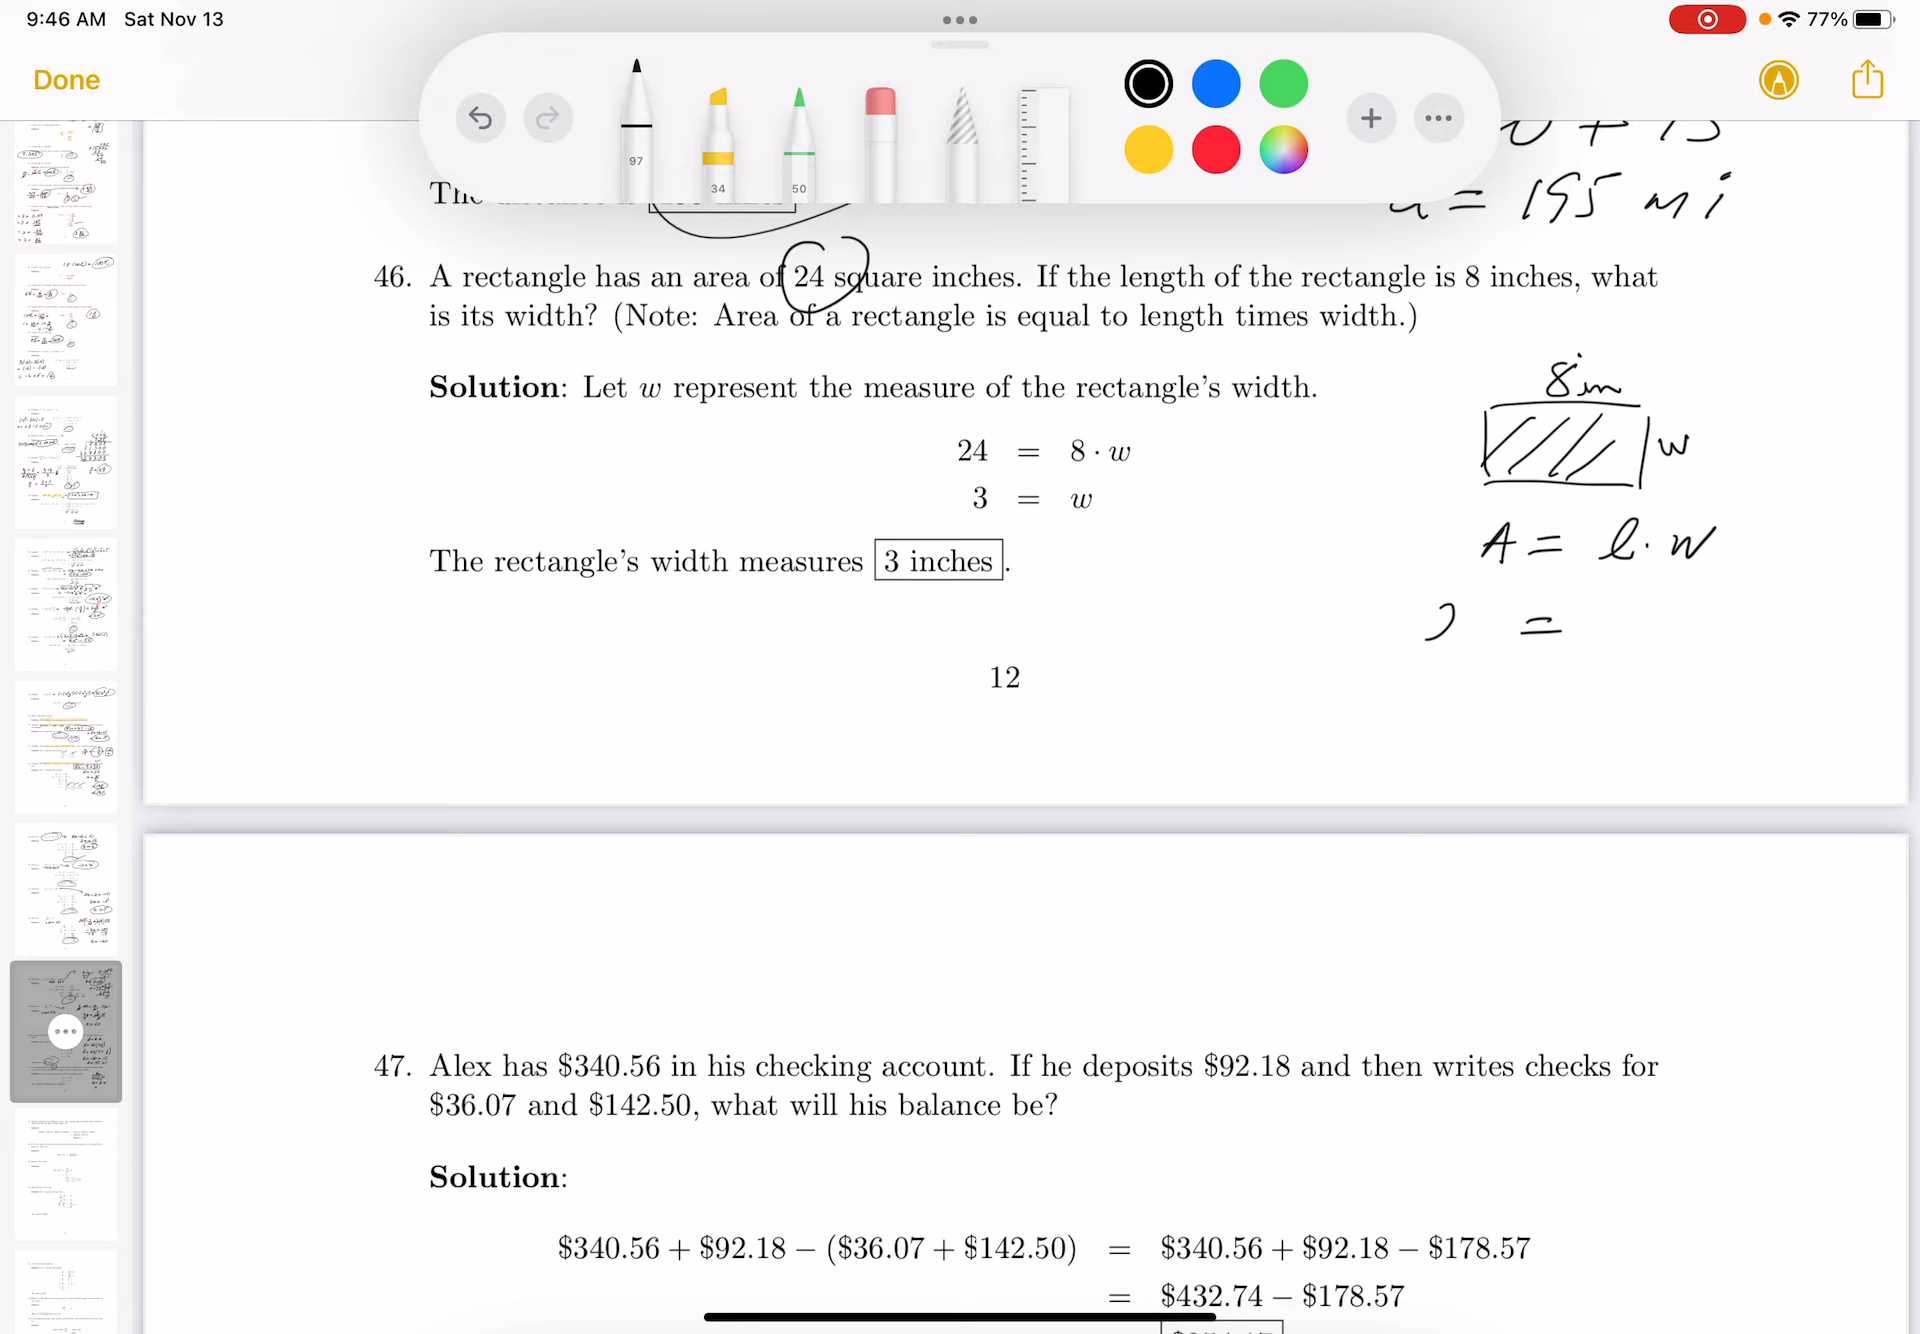 9:46 AM Sat Nov 13
77%
Done
97
34
50
= 195 mi
46. A rectangle has an area of 24 square inches. If the length of the rectangle is 8 inches, what
is its width? (Note: Area of a rectangle is equal to length times width.)
8 in
Solution: Let w represent the measure of the rectangle's width.
w
24 = 8 · w
3 = w
A = l · w
The rectangle's width measures 3 inches.
=
12
47. Alex has $340.56 in his checking account. If he deposits $92.18 and then writes checks for
$36.07 and $142.50, what will his balance be?
Solution:
$340.56 + $92.18 − ($36.07 + $142.50) = $340.56 + $92.18 − $178.57
= $432.74 − $178.57